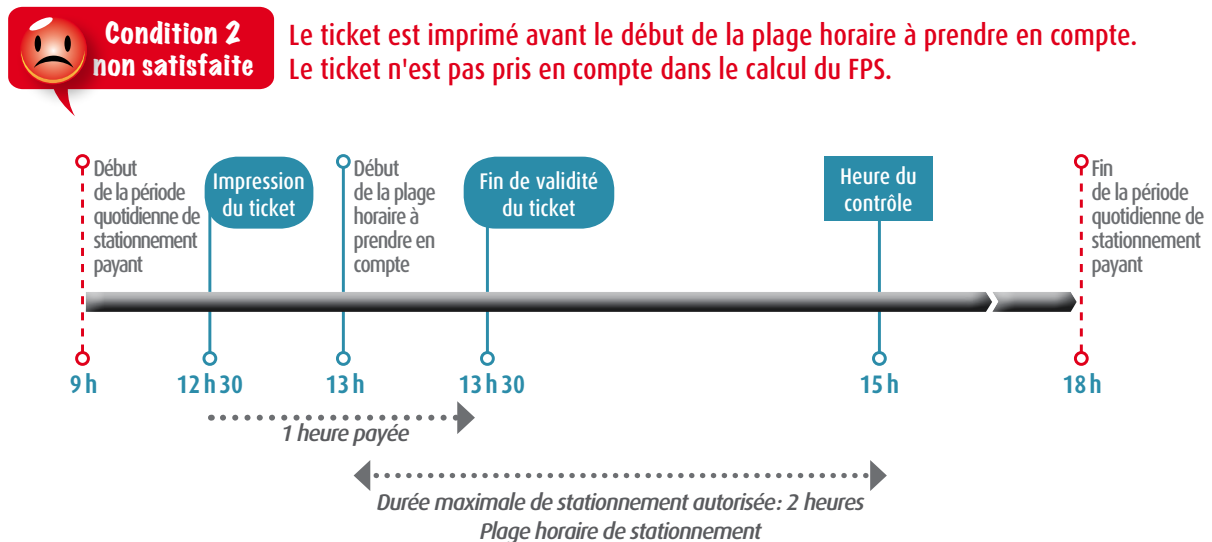 Condition 2
non satisfaite
Le ticket est imprimé avant le début de la plage horaire à prendre en compte.
Le ticket n'est pas pris en compte dans le calcul du FPS.
Début
de la période
quotidienne de
stationnement
payant
Impression
du ticket
Début
de la plage
horaire à
prendre en
compte
Fin de validité
du ticket
Heure du
contrôle
Fin
de la période
quotidienne de
stationnement
payant
9 h
12 h 30
13 h
13 h 30
15 h
18 h
1 heure payée
Durée maximale de stationnement autorisée : 2 heures
Plage horaire de stationnement